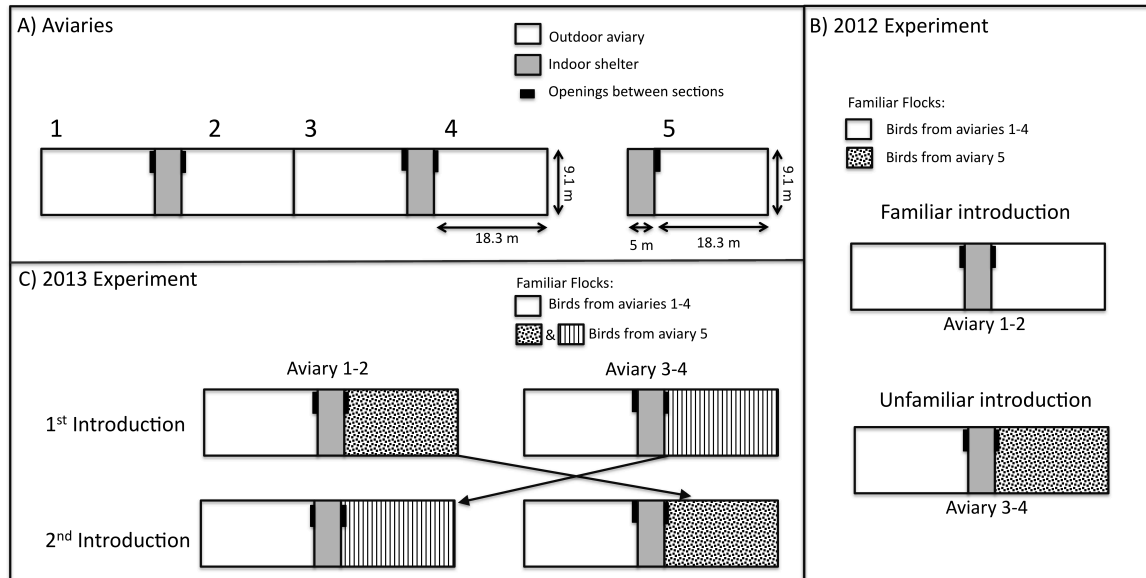 A) Aviaries
Outdoor aviary
Indoor shelter
Openings between sections
1 2 3 4 5
9.1 m
9.1 m
18.3 m
5 m
18.3 m
B) 2012 Experiment
Familiar Flocks:
Birds from aviaries 1-4
Birds from aviary 5
Familiar introduction
Aviary 1-2
Unfamiliar introduction
Aviary 3-4
C) 2013 Experiment
Familiar Flocks:
Birds from aviaries 1-4
& Birds from aviary 5
Aviary 1-2
Aviary 3-4
1st Introduction
2nd Introduction